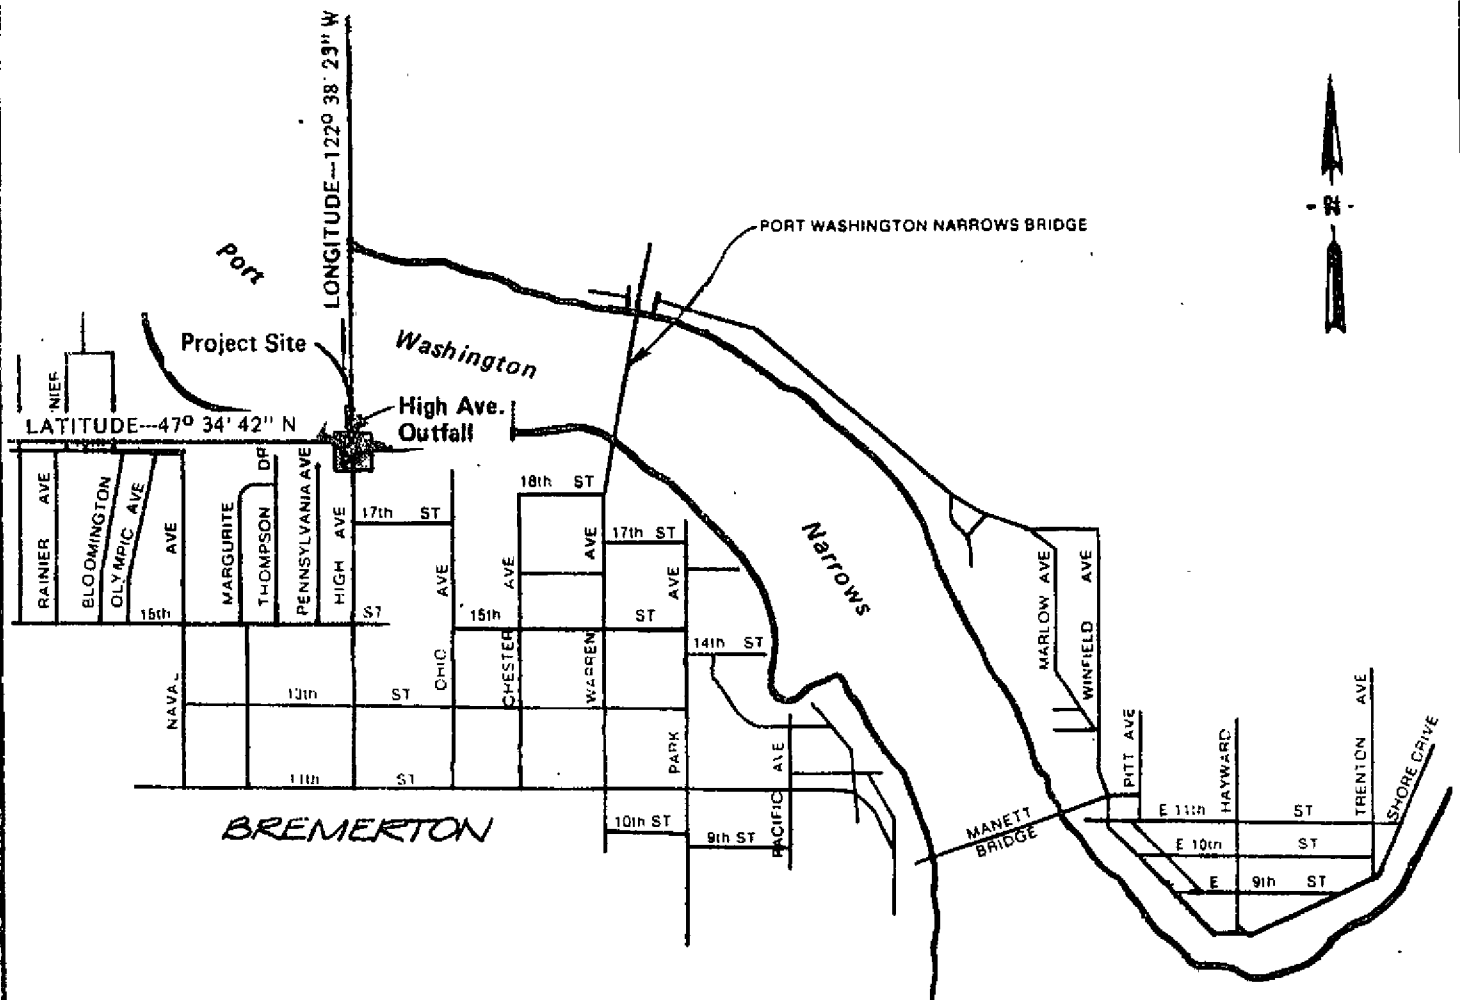 LONGITUDE---122° 38' 23" W
N
PORT WASHINGTON NARROWS BRIDGE
Port
Washington
Narrows
Project Site
High Ave.
Outfall
LATITUDE---47° 34' 42" N
NIER
RAINIER AVE
BLOOMINGTON
OLYMPIC AVE
NAVAL AVE
MARGURITE
THOMPSON DR
PENNSYLVANIA AVE
HIGH AVE
17th ST
OHIO AVE
18th ST
CHESTER AVE
WARREN AVE
17th ST
PARK AVE
15th ST
15th ST
14th ST
13th ST
11th ST
PACIFIC AVE
10th ST
9th ST
BREMERTON
MANETT
BRIDGE
MARLOW AVE
WINFIELD AVE
PITT AVE
HAYWARD
TRENTON AVE
SHORE DRIVE
E 11th ST
E 10th ST
E 9th ST